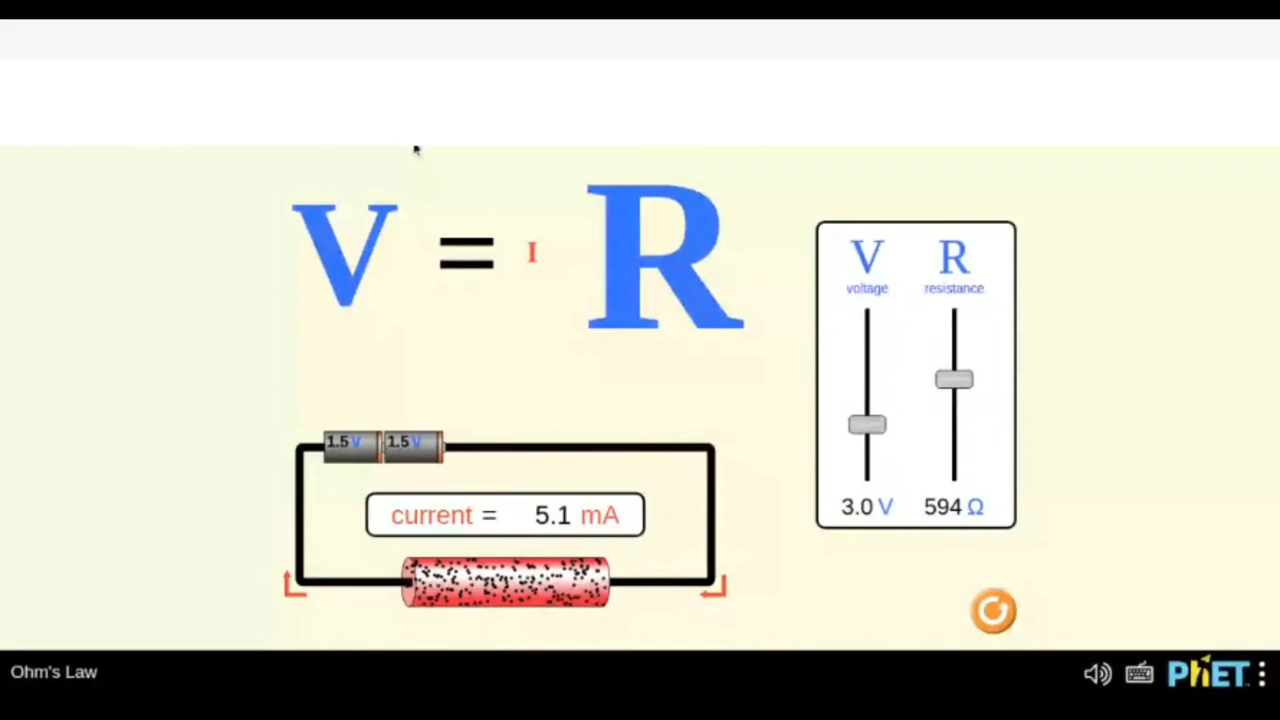 V = I R
V R
voltage resistance
1.5 V 1.5 V
current = 5.1 mA
3.0 V 594 Ω
Ohm's Law
PhET